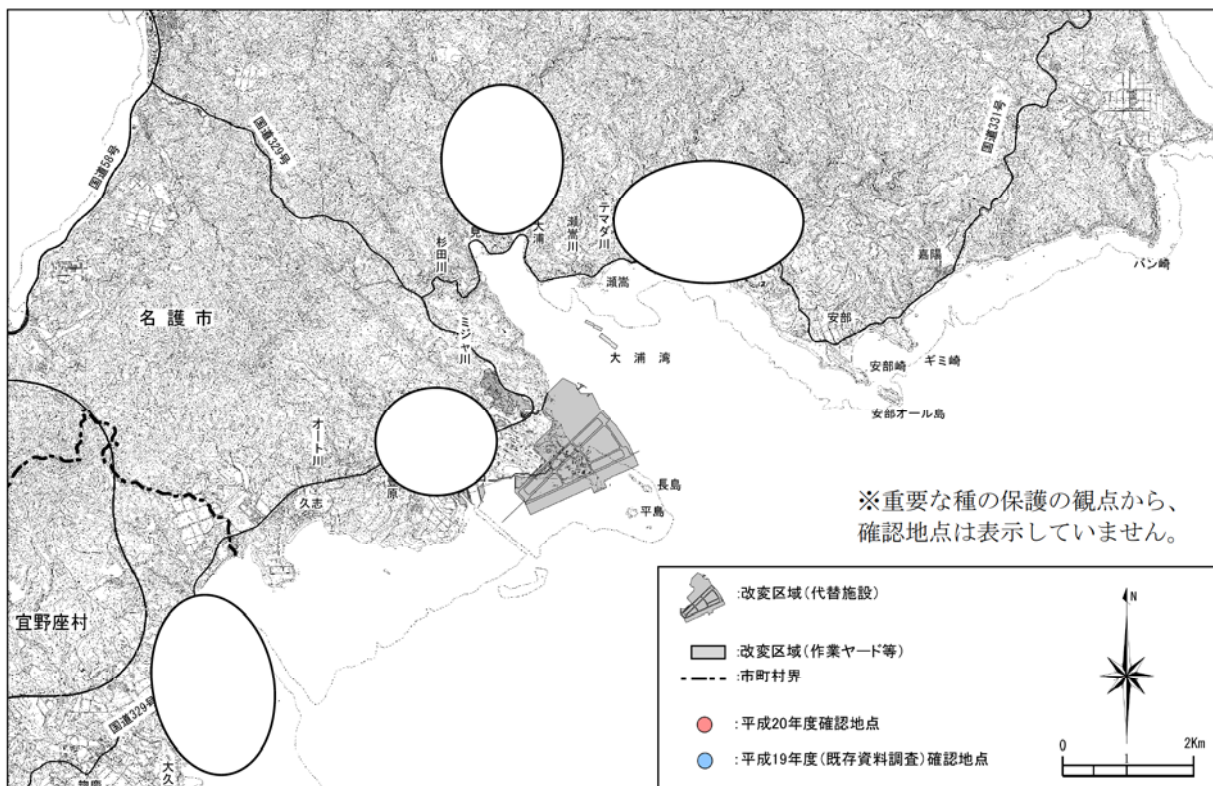 国道58号
国道329号
国道331号
名護市
杉田川
見
大浦
瀬嵩川
テマダ川
瀬嵩
嘉陽
バン崎
安部
安部崎
ギミ崎
安部オール島
大浦湾
ミジャ川
オート川
久志
原
長島
平島
宜野座村
国道329号
大久
※重要な種の保護の観点から、
確認地点は表示していません。
:改変区域(代替施設)
:改変区域(作業ヤード等)
:市町村界
:平成20年度確認地点
:平成19年度(既存資料調査)確認地点
N
0 1 2Km